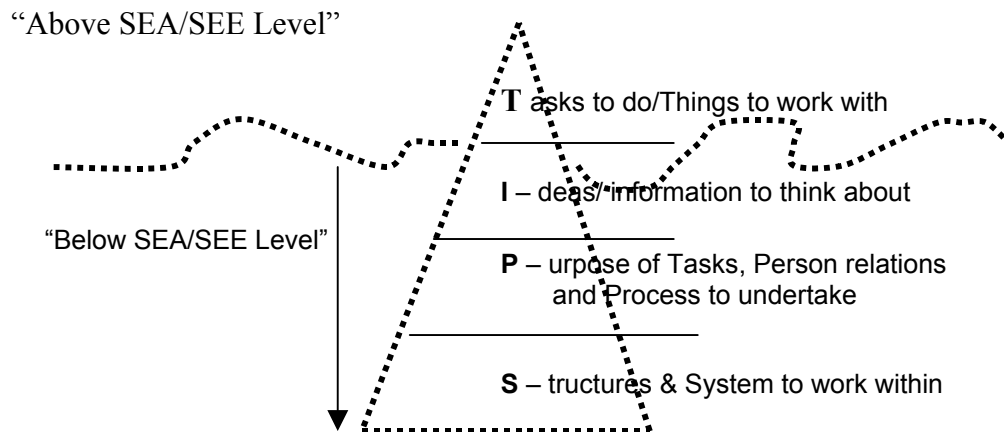 “Above SEA/SEE Level”
T asks to do/Things to work with
I – deas/ information to think about
“Below SEA/SEE Level”
P – urpose of Tasks, Person relations
and Process to undertake
S – tructures & System to work within